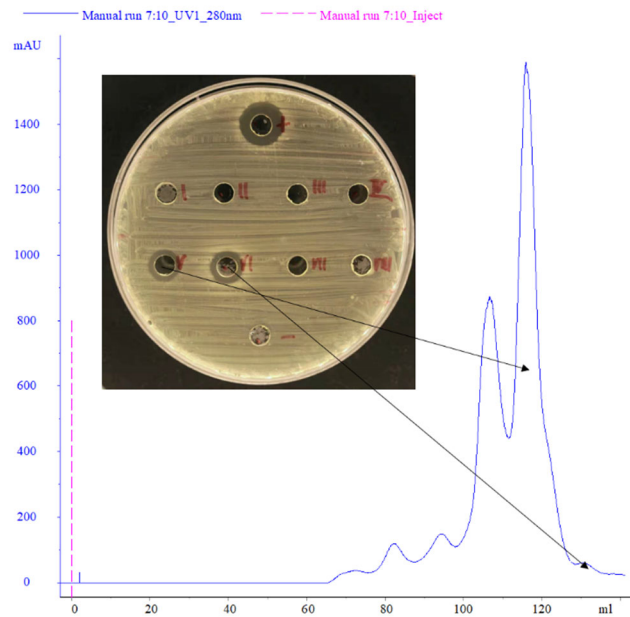 Manual run 7:10_UV1_280nm Manual run 7:10_Inject
mAU
1400
1200
1000
800
600
400
200
0
0 20 40 60 80 100 120 ml
+
I II III IV
V VI VII VIII
−